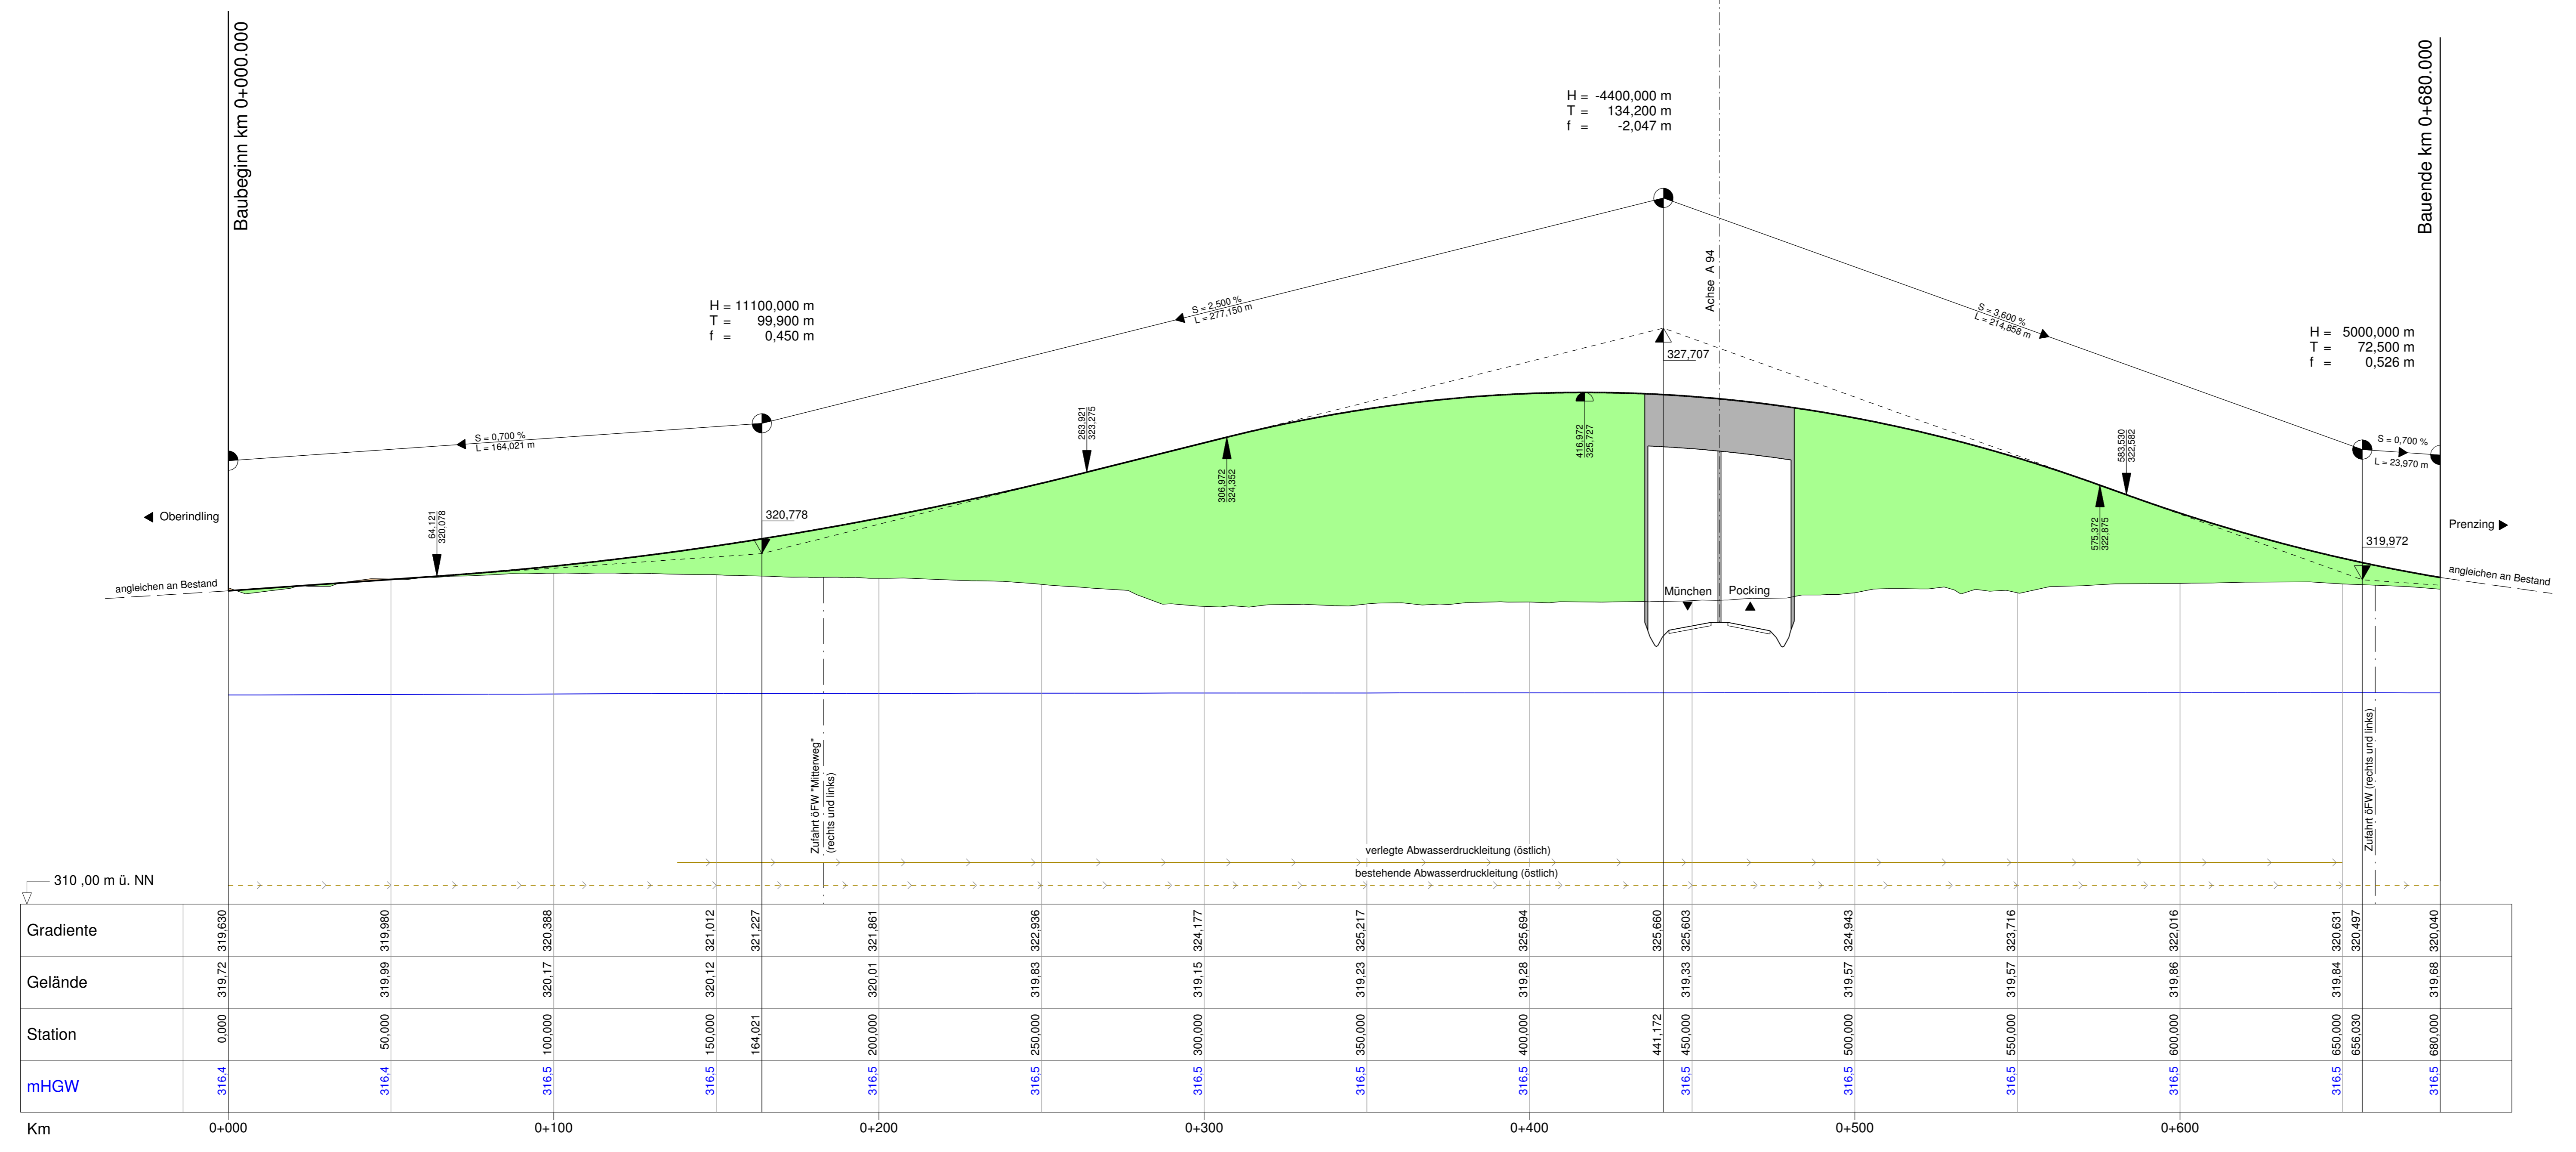 Baubeginn km 0+000.000
Bauende km 0+680.000
H = -4400,000 m
T = 134,200 m
f = -2,047 m
Achse A 94
H = 11100,000 m
T = 99,900 m
f = 0,450 m
S = 2,500 %
L = 277,150 m
S = 3,600 %
L = 214,858 m
H = 5000,000 m
T = 72,500 m
f = 0,526 m
327,707
S = 0,700 %
L = 164,021 m
263,921
323,275
306,972
324,352
416,972
325,727
583,530
322,582
575,372
322,875
S = 0,700 %
L = 23,970 m
Oberindling
64,121
320,078
320,778
319,972
Prenzing
angleichen an Bestand
angleichen an Bestand
München
Pocking
Zufahrt öFW "Mitterweg"
(rechts und links)
Zufahrt öFW (rechts und links)
verlegte Abwasserdruckleitung (östlich)
bestehende Abwasserdruckleitung (östlich)
310 ,00 m ü. NN
Gradiente 319,630 319,980 320,388 321,012 321,227 321,861 322,936 324,177 325,217 325,694 325,660 325,603 324,943 323,716 322,016 320,631 320,497 320,040
Gelände 319,72 319,99 320,17 320,12 320,01 319,83 319,15 319,23 319,28 319,33 319,57 319,57 319,86 319,84 319,68
Station 0,000 50,000 100,000 150,000 164,021 200,000 250,000 300,000 350,000 400,000 441,172 450,000 500,000 550,000 600,000 650,000 656,030 680,000
mHGW 316,4 316,4 316,5 316,5 316,5 316,5 316,5 316,5 316,5 316,5 316,5 316,5 316,5 316,5 316,5
Km 0+000 0+100 0+200 0+300 0+400 0+500 0+600